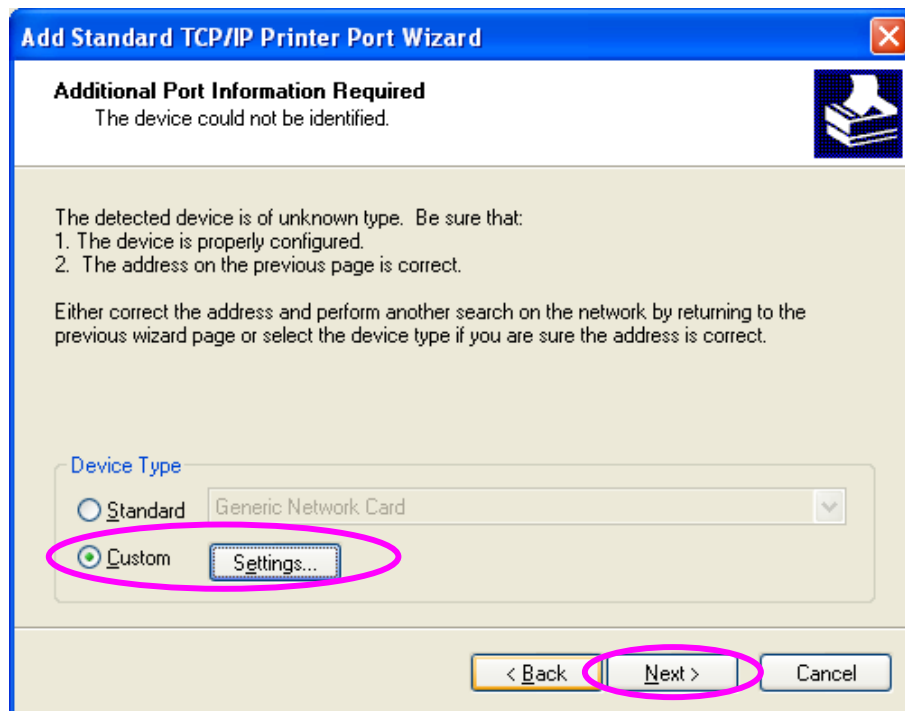 Add Standard TCP/IP Printer Port Wizard
Additional Port Information Required
The device could not be identified.
The detected device is of unknown type. Be sure that:
1. The device is properly configured.
2. The address on the previous page is correct.
Either correct the address and perform another search on the network by returning to the
previous wizard page or select the device type if you are sure the address is correct.
Device Type
Standard
Generic Network Card
Custom
Settings...
< Back
Next >
Cancel